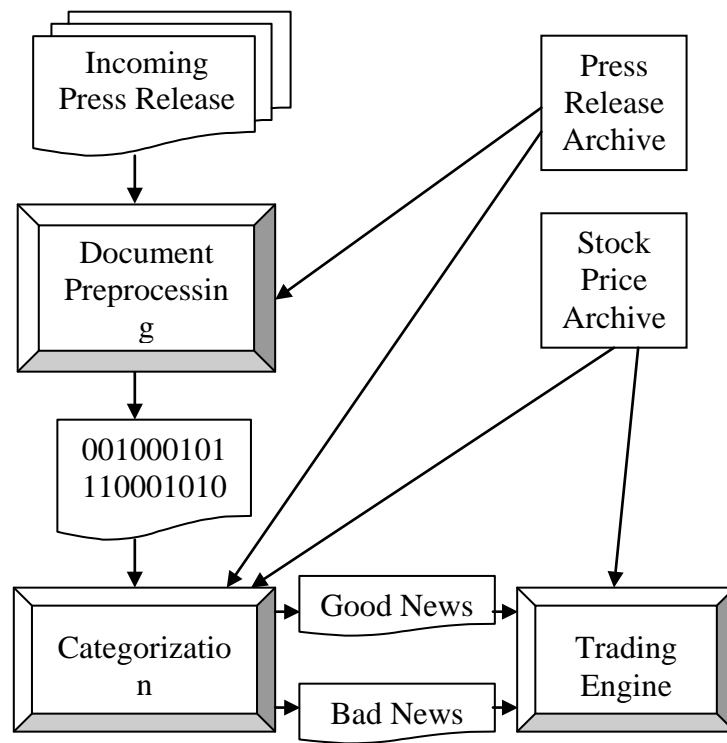 Incoming
Press Release
Press
Release
Archive
Document
Preprocessin
g
Stock
Price
Archive
001000101
110001010
Categorizatio
n
Good News
Bad News
Trading
Engine